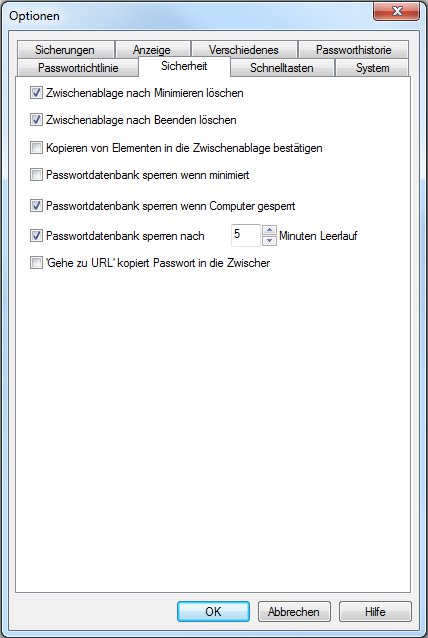 Optionen
Sicherungen Anzeige Verschiedenes Passworthistorie
Passwortrichtlinie Sicherheit Schnelltasten System
Zwischenablage nach Minimieren löschen
Zwischenablage nach Beenden löschen
Kopieren von Elementen in die Zwischenablage bestätigen
Passwortdatenbank sperren wenn minimiert
Passwortdatenbank sperren wenn Computer gesperrt
Passwortdatenbank sperren nach 5 Minuten Leerlauf
'Gehe zu URL' kopiert Passwort in die Zwischer
OK Abbrechen Hilfe